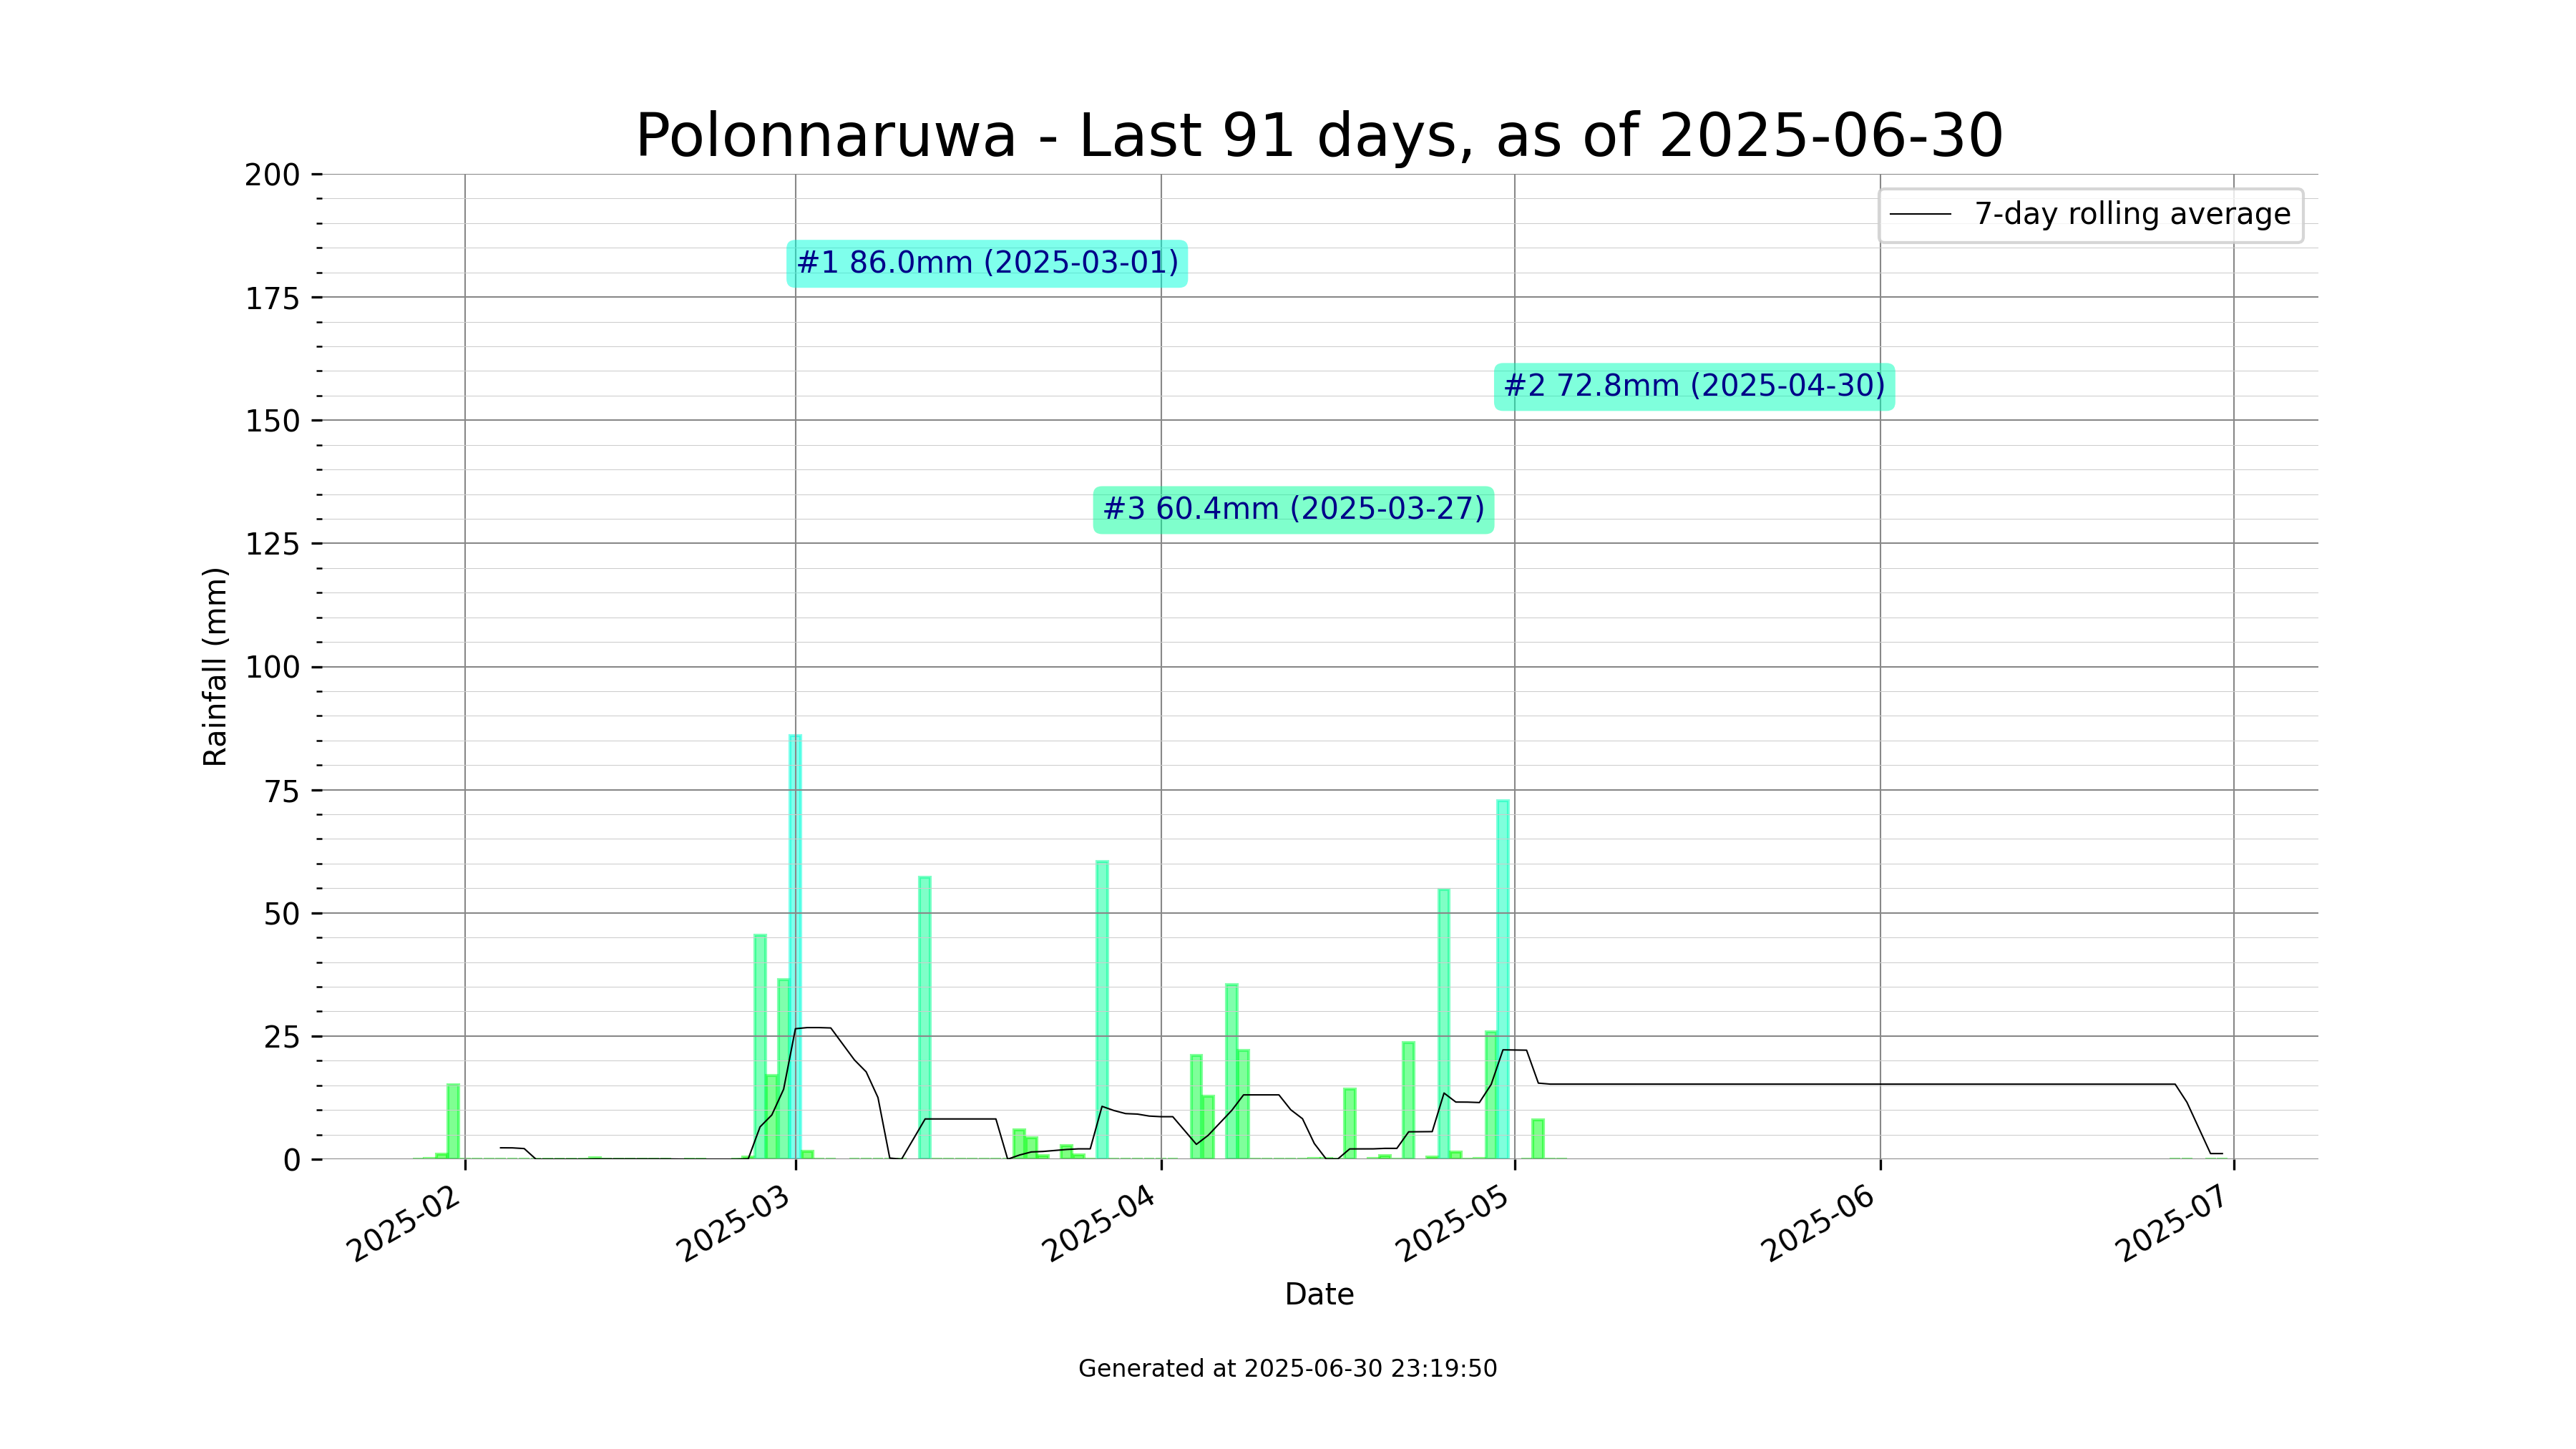 Polonnaruwa - Last 91 days, as of 2025-06-30
7-day rolling average
#1 86.0mm (2025-03-01)
#2 72.8mm (2025-04-30)
#3 60.4mm (2025-03-27)
Rainfall (mm)
200
175
150
125
100
75
50
25
0
2025-02
2025-03
2025-04
2025-05
2025-06
2025-07
Date
Generated at 2025-06-30 23:19:50